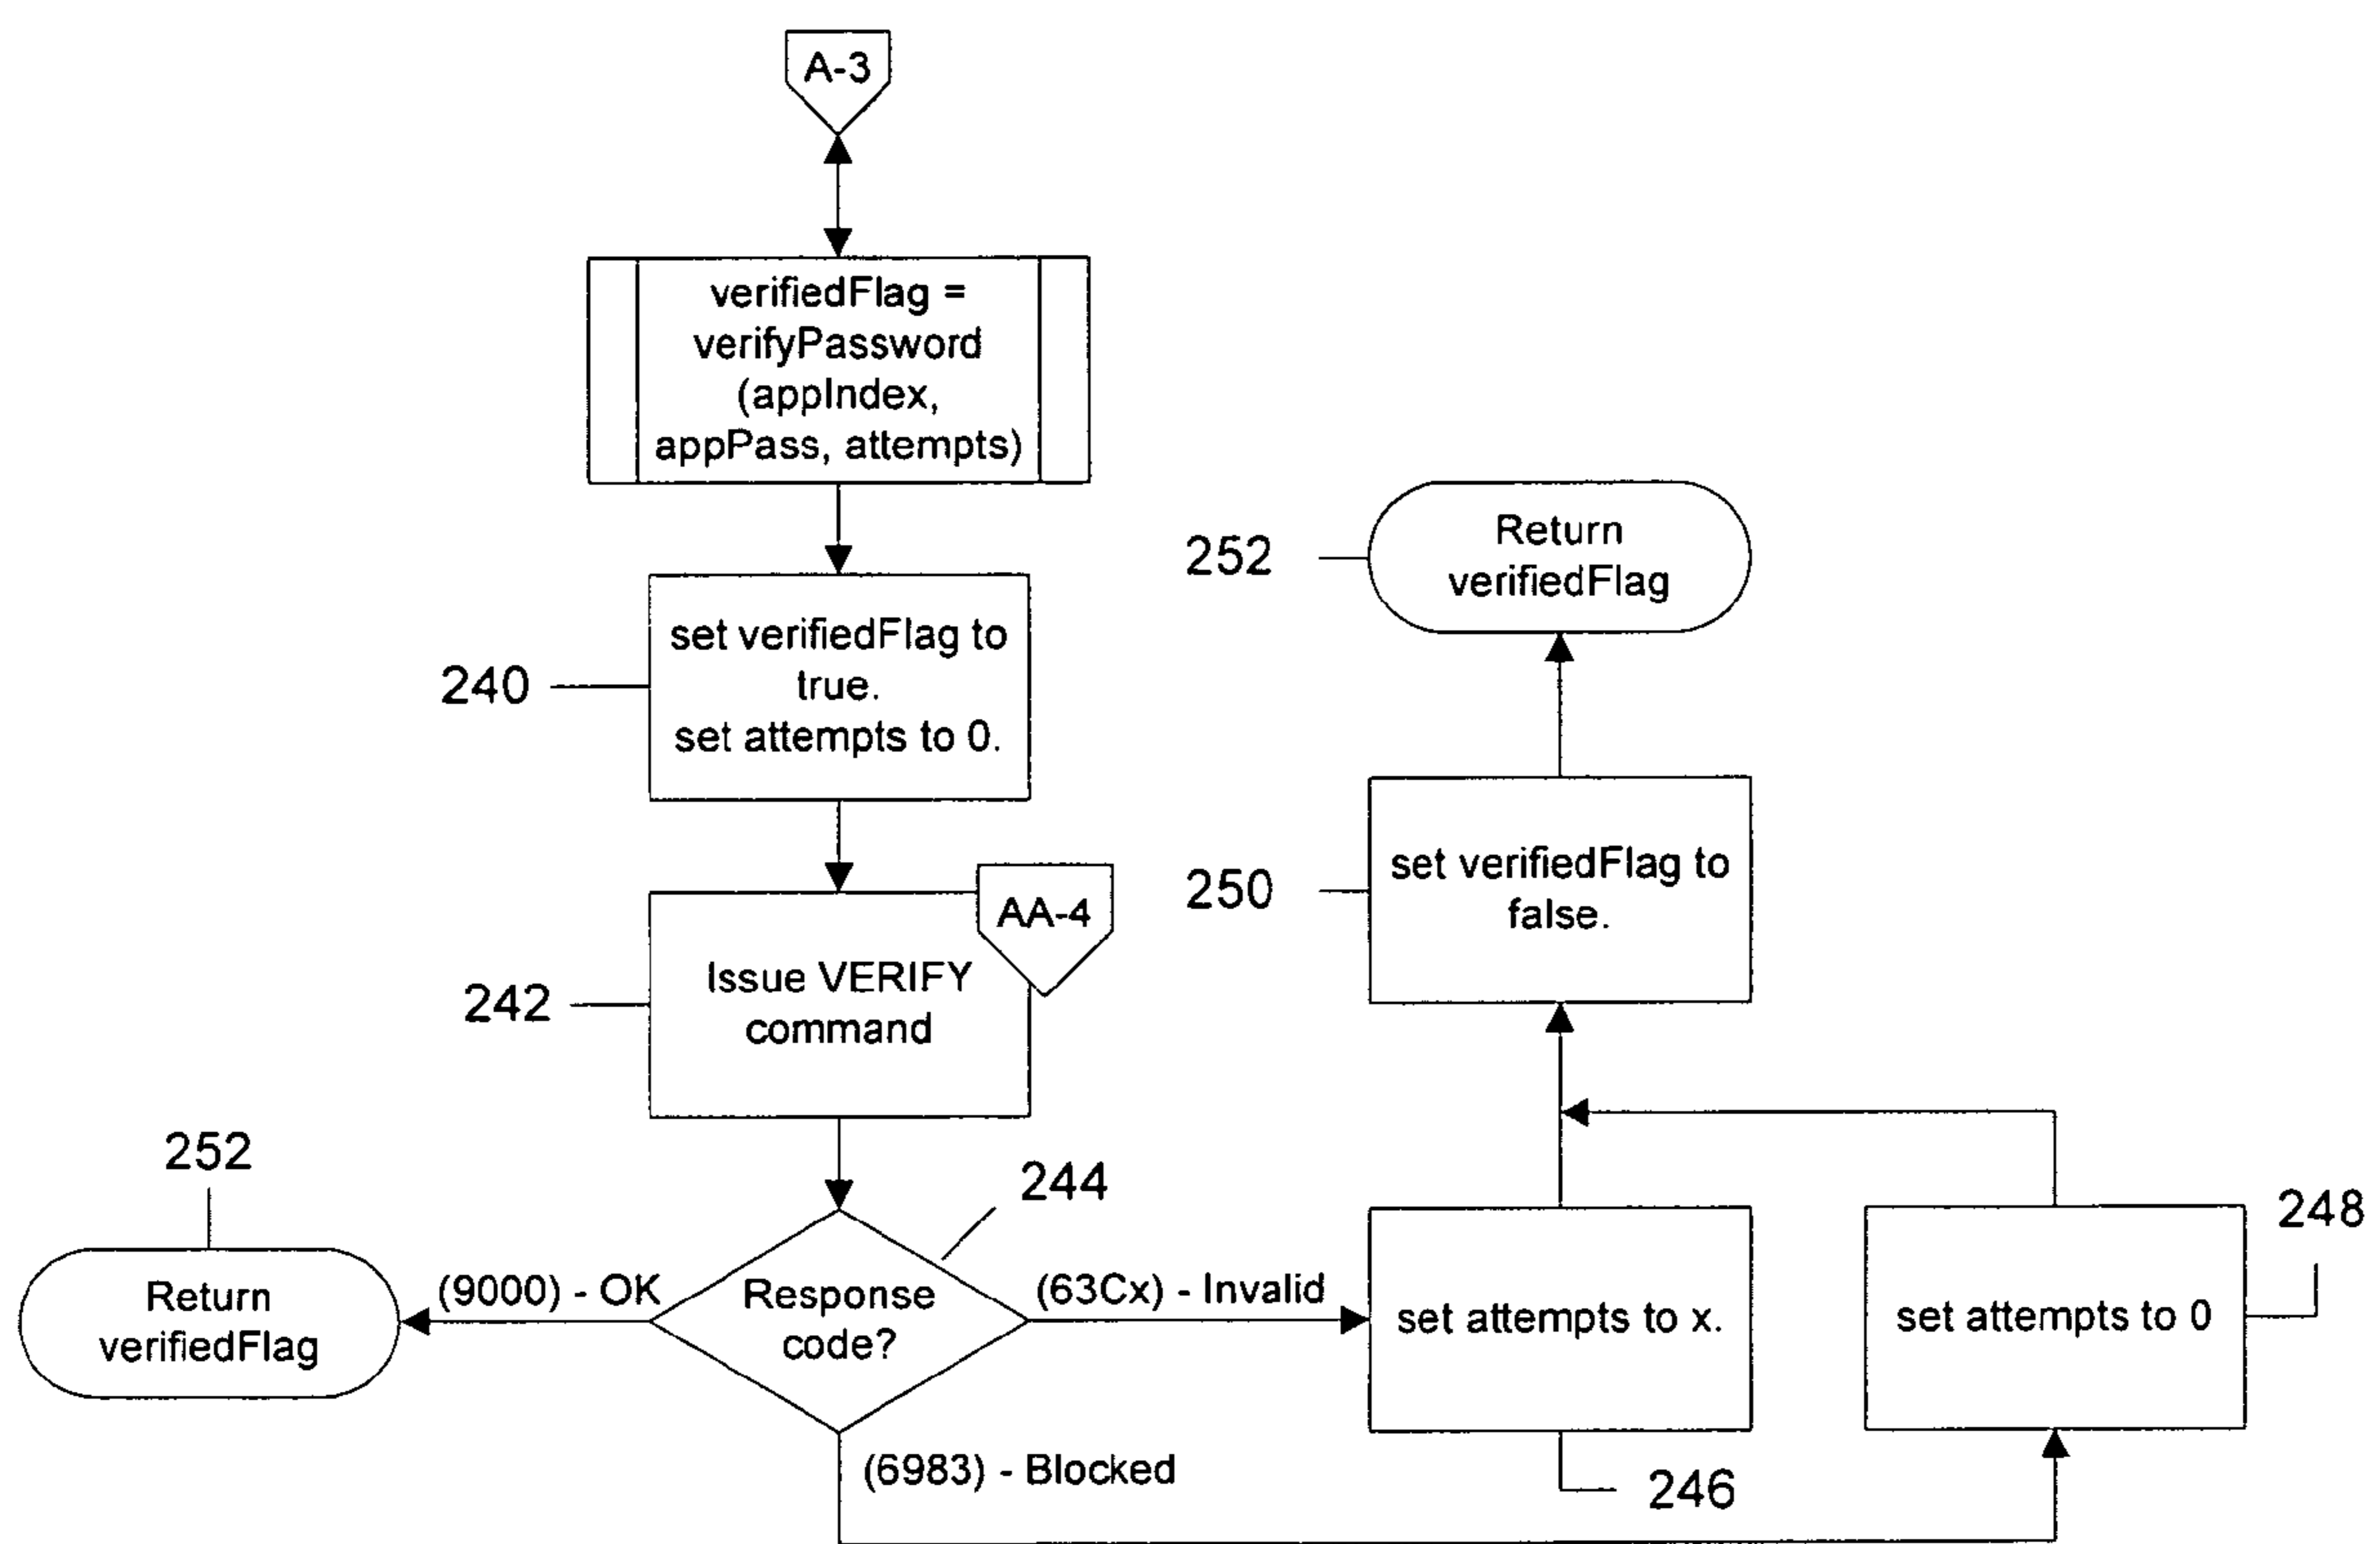 A-3
verifiedFlag =
verifyPassword
(appIndex,
appPass, attempts)
252
Return
verifiedFlag
240
set verifiedFlag to
true.
set attempts to 0.
250
set verifiedFlag to
false.
AA-4
242
Issue VERIFY
command
252
244
248
Return
verifiedFlag
(9000) - OK
Response
code?
(63Cx) - Invalid
set attempts to x.
set attempts to 0
(6983) - Blocked
246